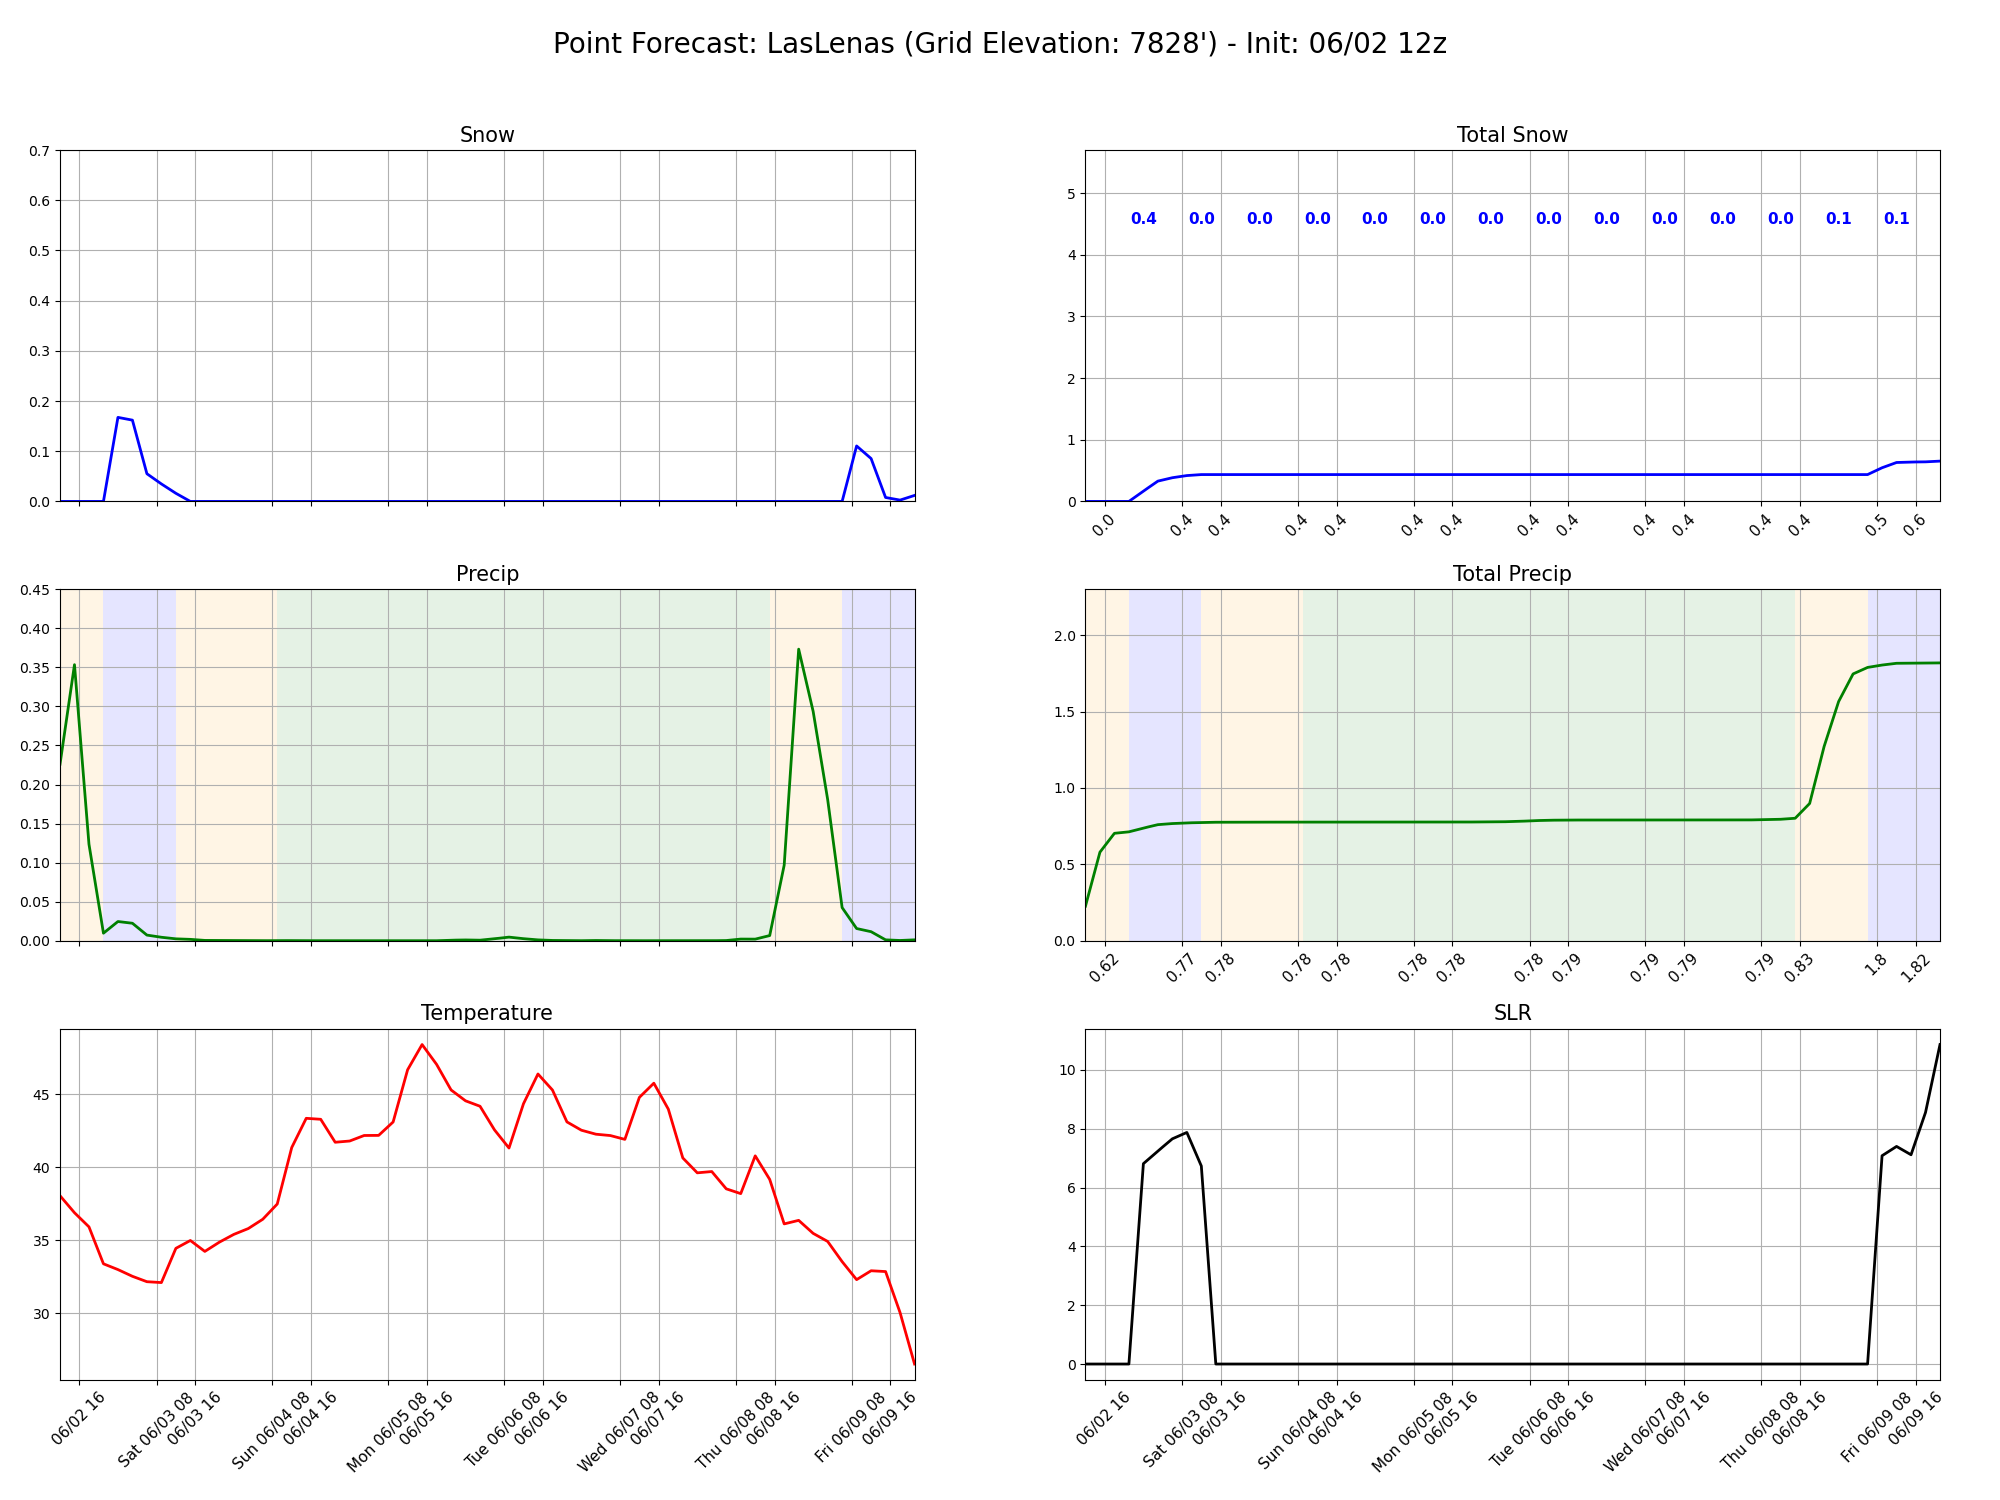 Point Forecast: LasLenas (Grid Elevation: 7828') - Init: 06/02 12z
Snow
0.7
0.6
0.5
0.4
0.3
0.2
0.1
0.0
Total Snow
5
4
3
2
1
0
0.4 0.0 0.0 0.0 0.0 0.0 0.0 0.0 0.0 0.0 0.0 0.0 0.1 0.1
0.0 0.4 0.4 0.4 0.4 0.4 0.4 0.4 0.4 0.4 0.4 0.4 0.4 0.5 0.6
Precip
0.45
0.40
0.35
0.30
0.25
0.20
0.15
0.10
0.05
0.00
Total Precip
2.0
1.5
1.0
0.5
0.0
0.62 0.77 0.78 0.78 0.78 0.78 0.78 0.78 0.79 0.79 0.79 0.79 0.83 1.8 1.82
Temperature
45
40
35
30
06/02 16
Sat 06/03 08
06/03 16
Sun 06/04 08
06/04 16
Mon 06/05 08
06/05 16
Tue 06/06 08
06/06 16
Wed 06/07 08
06/07 16
Thu 06/08 08
06/08 16
Fri 06/09 08
06/09 16
SLR
10
8
6
4
2
0
06/02 16
Sat 06/03 08
06/03 16
Sun 06/04 08
06/04 16
Mon 06/05 08
06/05 16
Tue 06/06 08
06/06 16
Wed 06/07 08
06/07 16
Thu 06/08 08
06/08 16
Fri 06/09 08
06/09 16